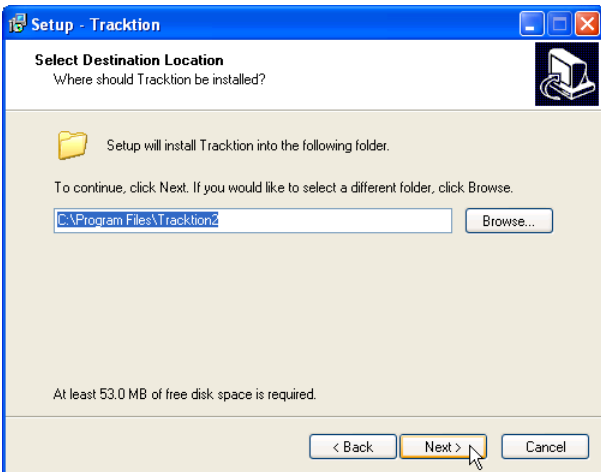 Setup - Tracktion
Select Destination Location
Where should Tracktion be installed?
Setup will install Tracktion into the following folder.
To continue, click Next. If you would like to select a different folder, click Browse.
C:\Program Files\Tracktion2
Browse...
At least 53.0 MB of free disk space is required.
< Back
Next >
Cancel